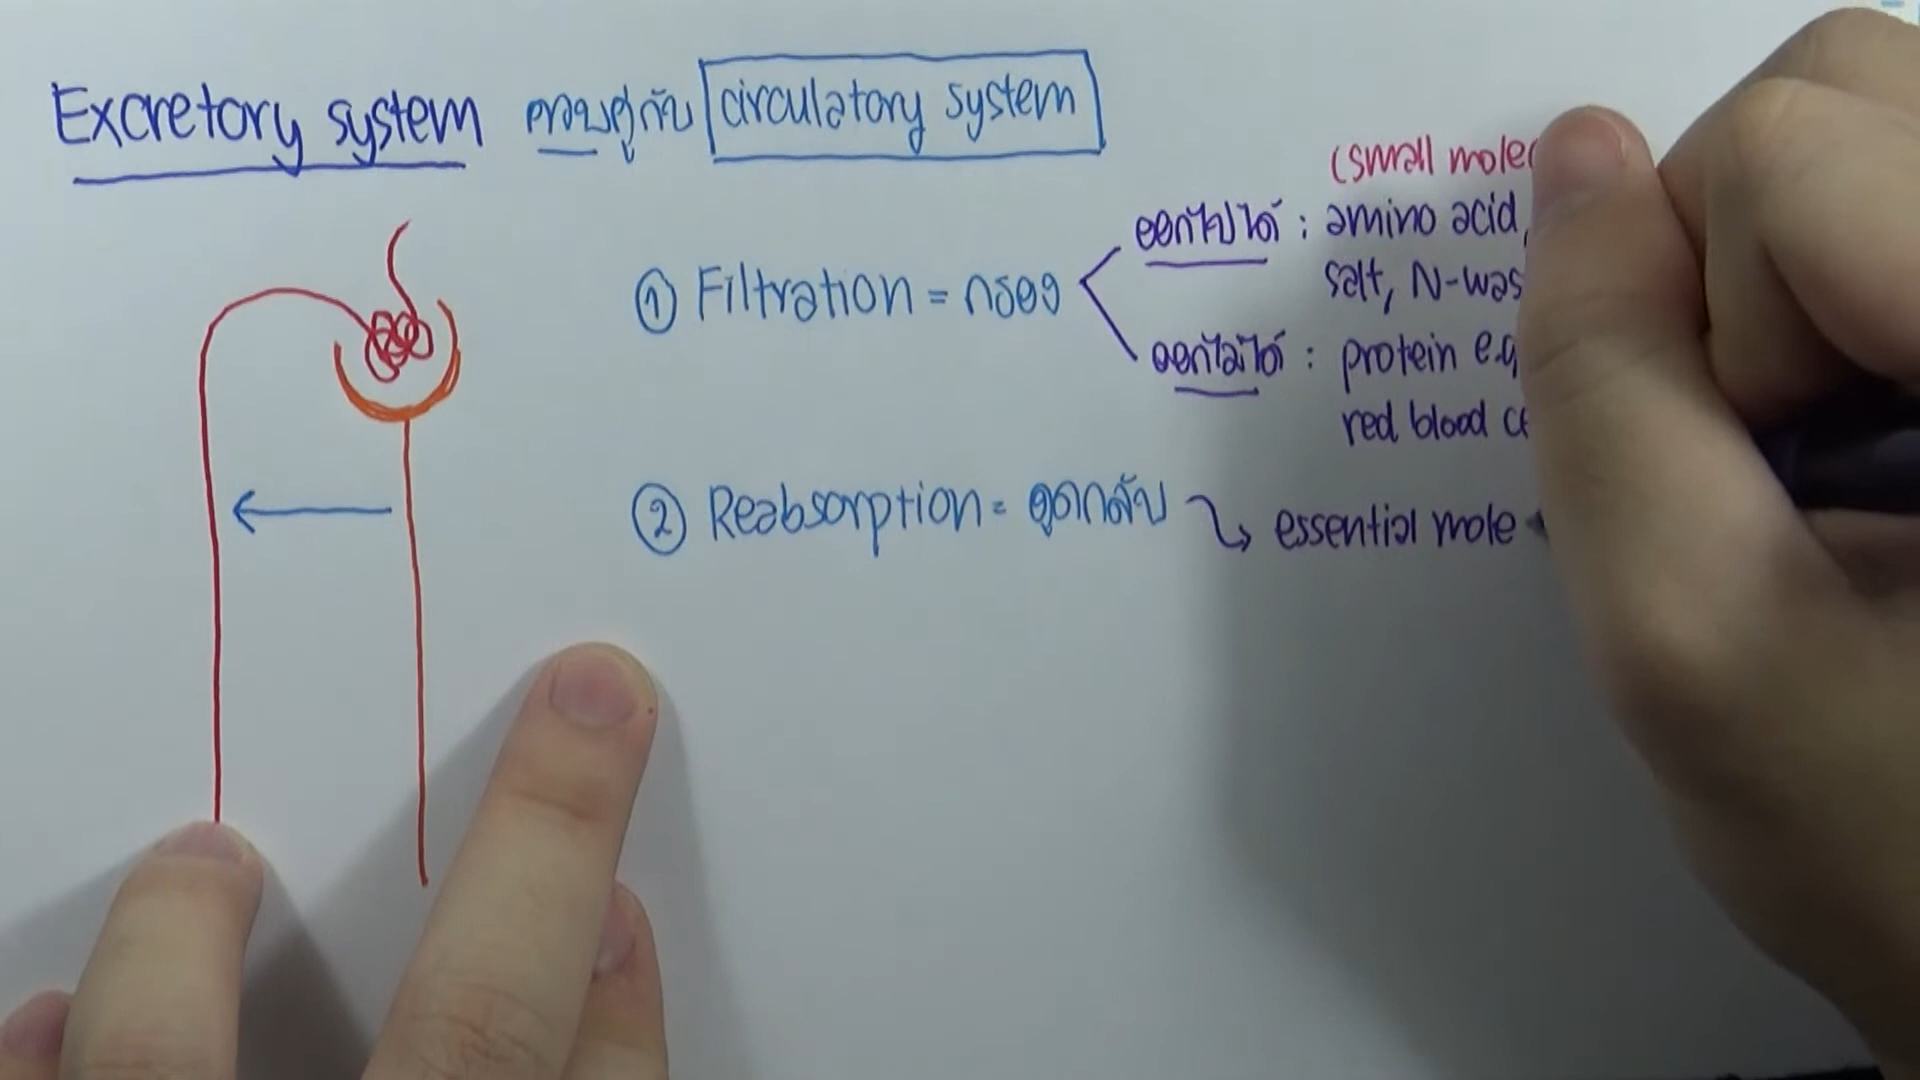 Excretory system ควบคู่กับ circulatory system
(small
ออกไปได้ : amino acid,
① Filtration = กรอง
salt,
ออกไม่ได้ : protein
red blood
② Reabsorption = ดูดกลับ ↳ essential mole